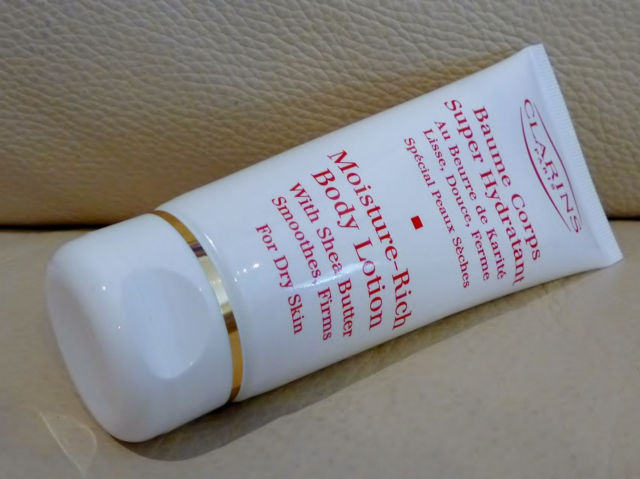 CLARINS
PARIS
Baume Corps
Super Hydratant
Au Beurre de Karité
Lisse, Douce, Ferme
Spécial Peaux Sèches
Moisture-Rich
Body Lotion
With Shea Butter
Smoothes, Firms
For Dry Skin